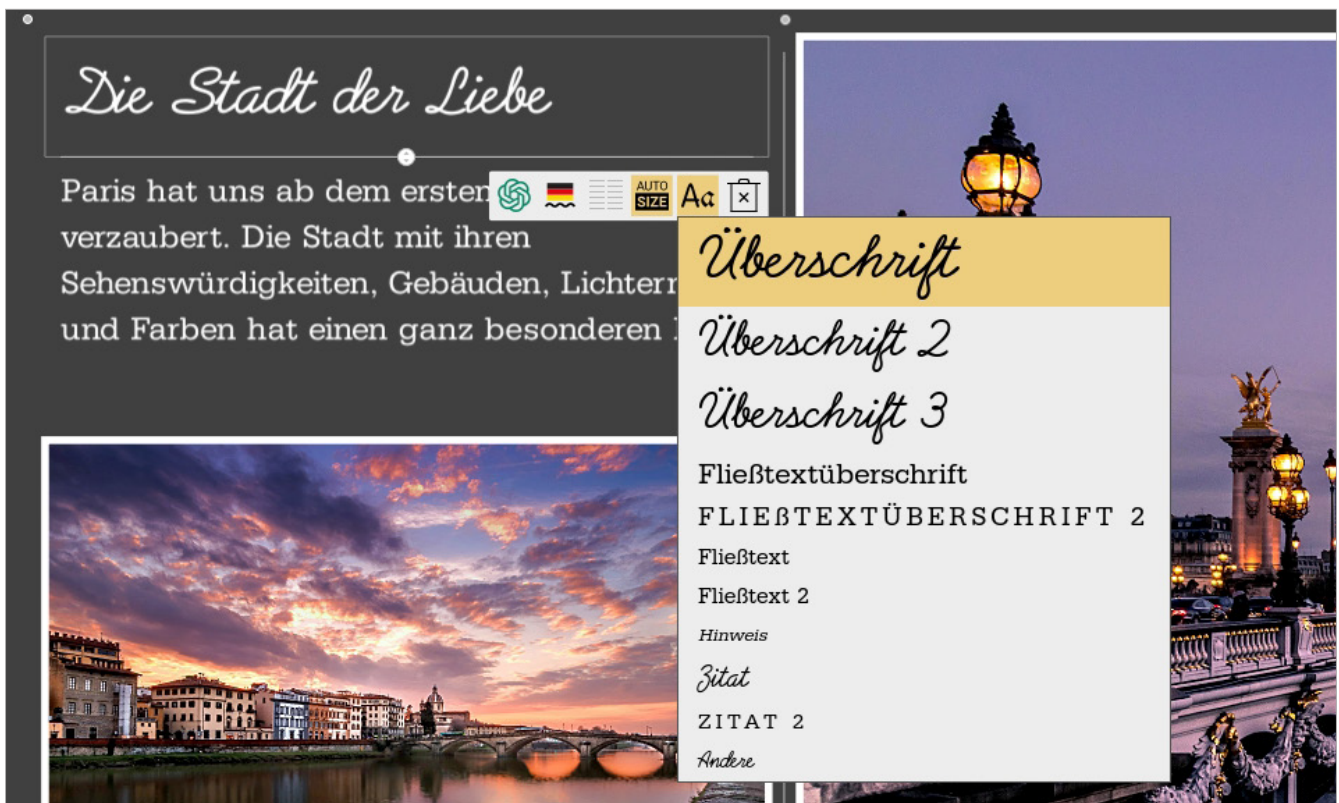 Die Stadt der Liebe
Paris hat uns ab dem ersten
verzaubert. Die Stadt mit ihren
Sehenswürdigkeiten, Gebäuden, Lichtern
und Farben hat einen ganz besonderen
AUTO
SIZE
Aa
Überschrift
Überschrift 2
Überschrift 3
Fließtextüberschrift
FLIEßTEXTÜBERSCHRIFT 2
Fließtext
Fließtext 2
Hinweis
Zitat
ZITAT 2
Andere